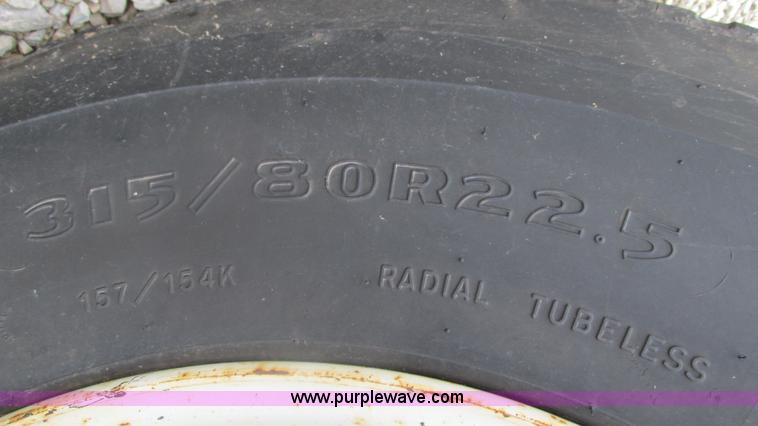 315/80R22.5
157/154K RADIAL TUBELESS
www.purplewave.com